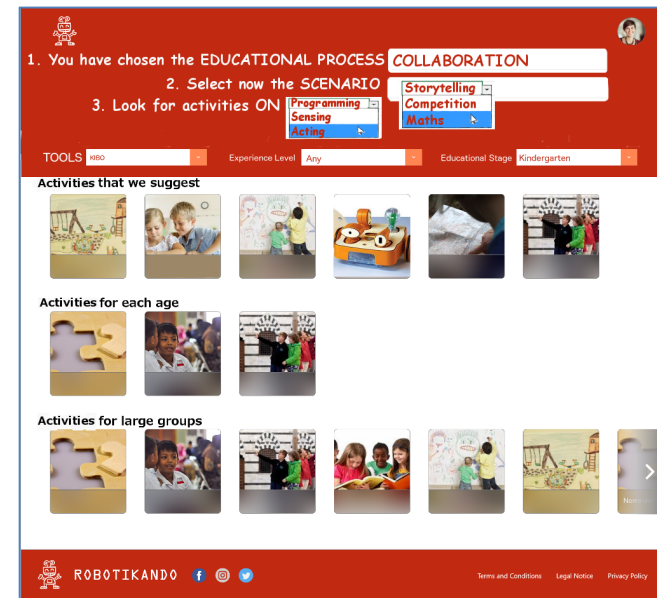 1. You have chosen the EDUCATIONAL PROCESS COLLABORATION
2. Select now the SCENARIO Storytelling
Competition
Maths
3. Look for activities ON Programming
Sensing
Acting
TOOLS KIBO Experience Level Any Educational Stage Kindergarten
Activities that we suggest
Activities for each age
Activities for large groups
ROBOTIKANDO
Terms and Conditions Legal Notice Privacy Policy